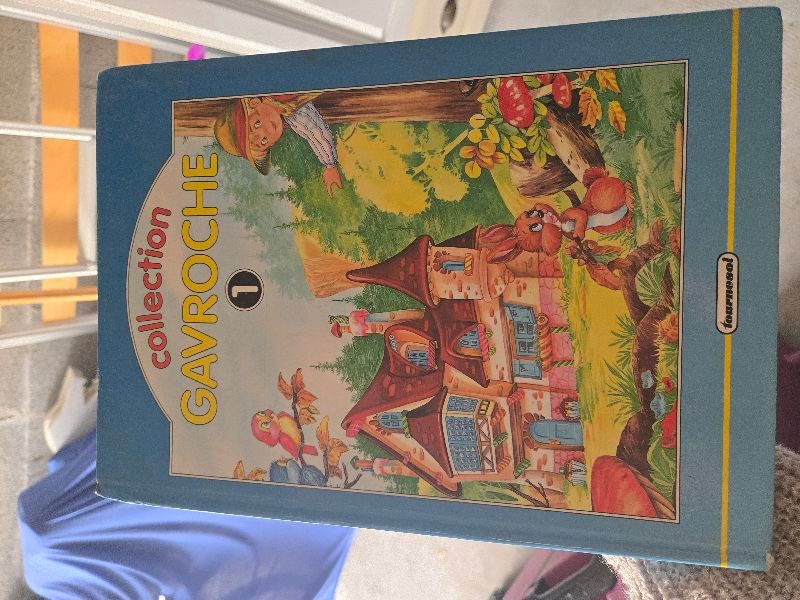 collection
GAVROCHE
1
tournesol